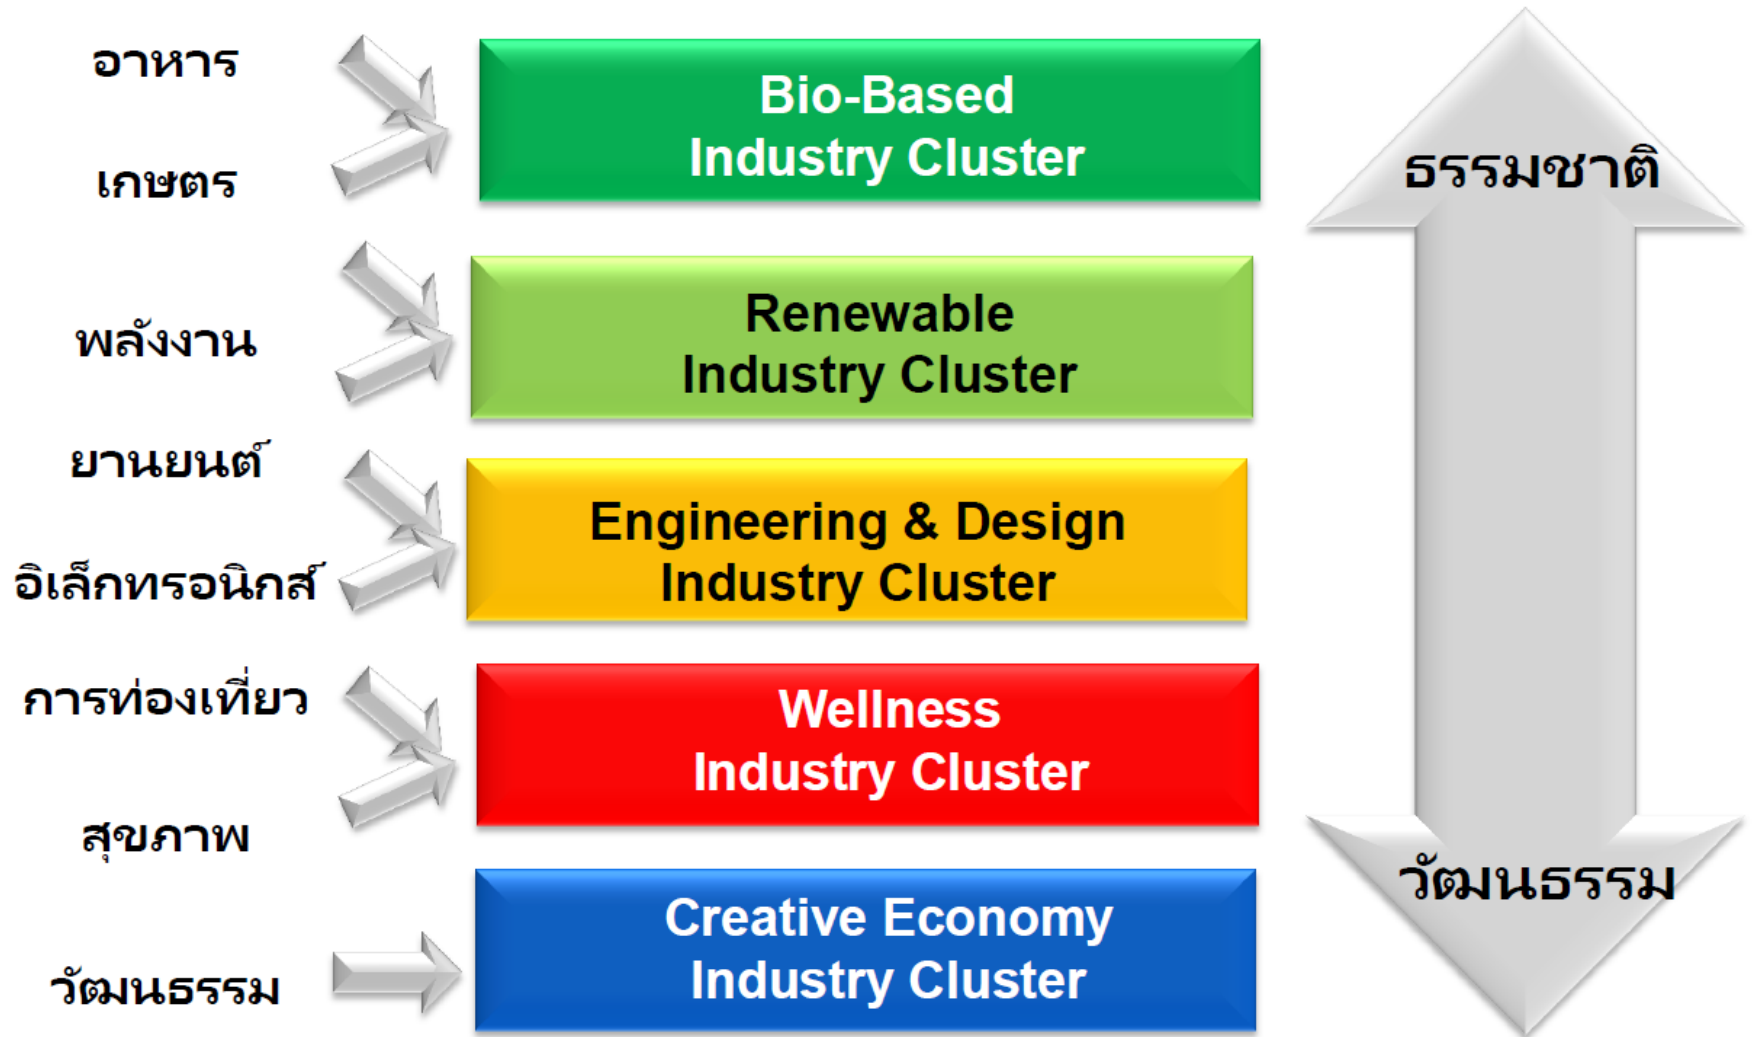 อาหาร
เกษตร
Bio-Based
Industry Cluster
พลังงาน
Renewable
Industry Cluster
ยานยนต์
อิเล็กทรอนิกส์
Engineering & Design
Industry Cluster
การท่องเที่ยว
สุขภาพ
Wellness
Industry Cluster
วัฒนธรรม
Creative Economy
Industry Cluster
ธรรมชาติ
วัฒนธรรม